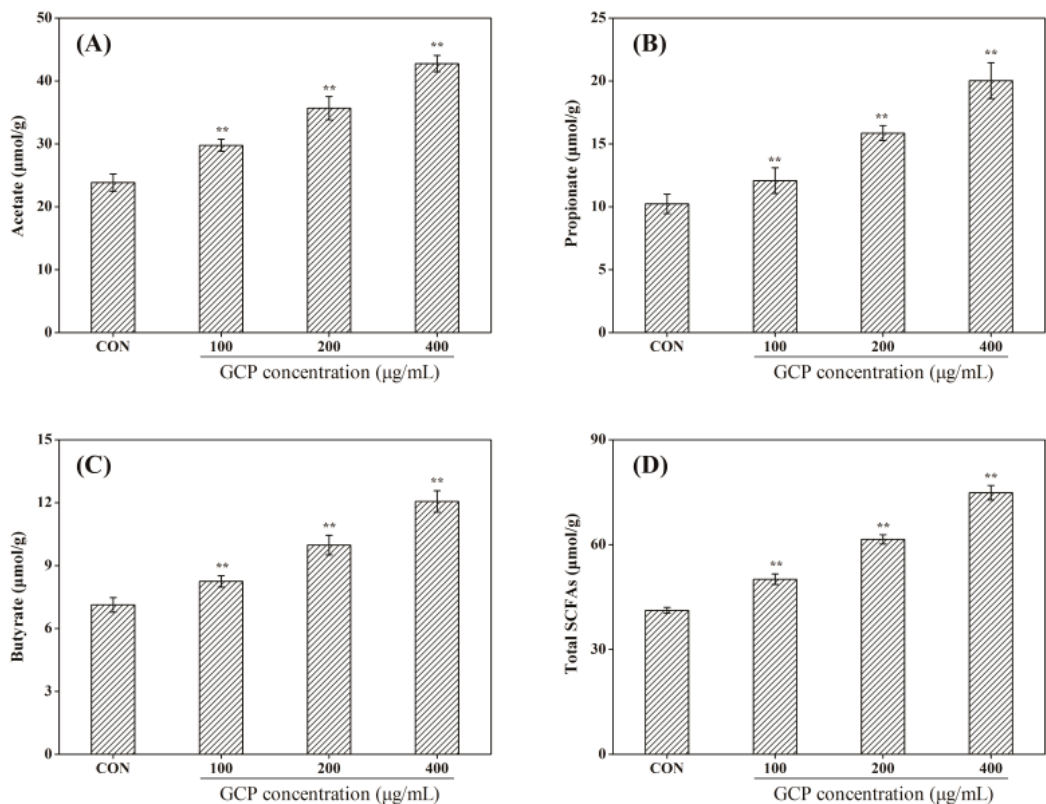 (A)
Acetate (μmol/g)
50
40
30
20
10
0
**
**
**
CON 100 200 400
GCP concentration (μg/mL)
(B)
Propionate (μmol/g)
25
20
15
10
5
0
**
**
**
CON 100 200 400
GCP concentration (μg/mL)
(C)
Butyrate (μmol/g)
15
12
9
6
3
0
**
**
**
CON 100 200 400
GCP concentration (μg/mL)
(D)
Total SCFAs (μmol/g)
90
60
30
0
**
**
**
CON 100 200 400
GCP concentration (μg/mL)